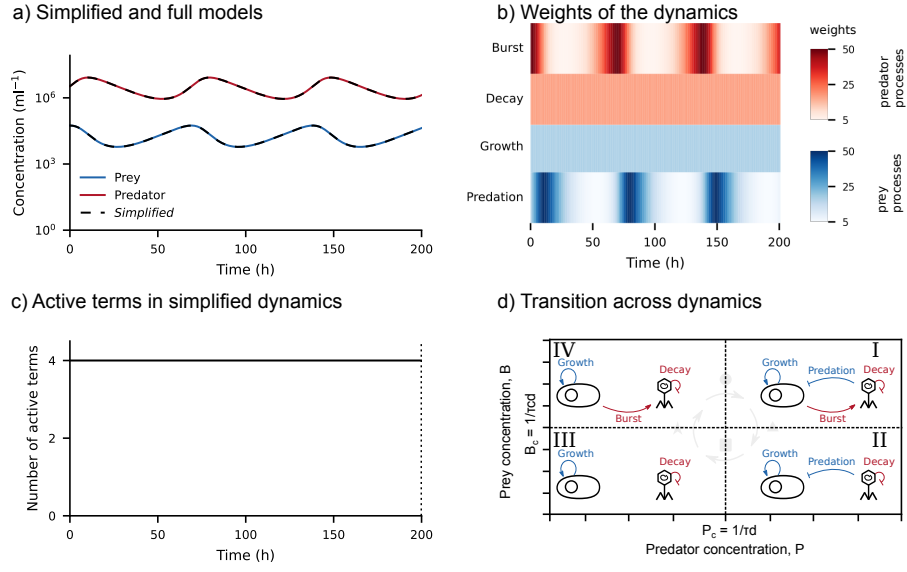 a) Simplified and full models
Concentration (ml⁻¹)
10⁶
10³
10⁰
Prey
Predator
Simplified
0
50
100
150
200
Time (h)
b) Weights of the dynamics
Burst
Decay
Growth
Predation
0
50
100
150
200
Time (h)
weights
50
25
5
predator
processes
50
25
5
prey
processes
c) Active terms in simplified dynamics
Number of active terms
4
2
0
0
50
100
150
200
Time (h)
d) Transition across dynamics
Prey concentration, B
B_c = 1/τcd
IV
Growth
Decay
Burst
I
Growth
Predation
Decay
Burst
III
Growth
Decay
II
Growth
Predation
Decay
P_c = 1/τd
Predator concentration, P